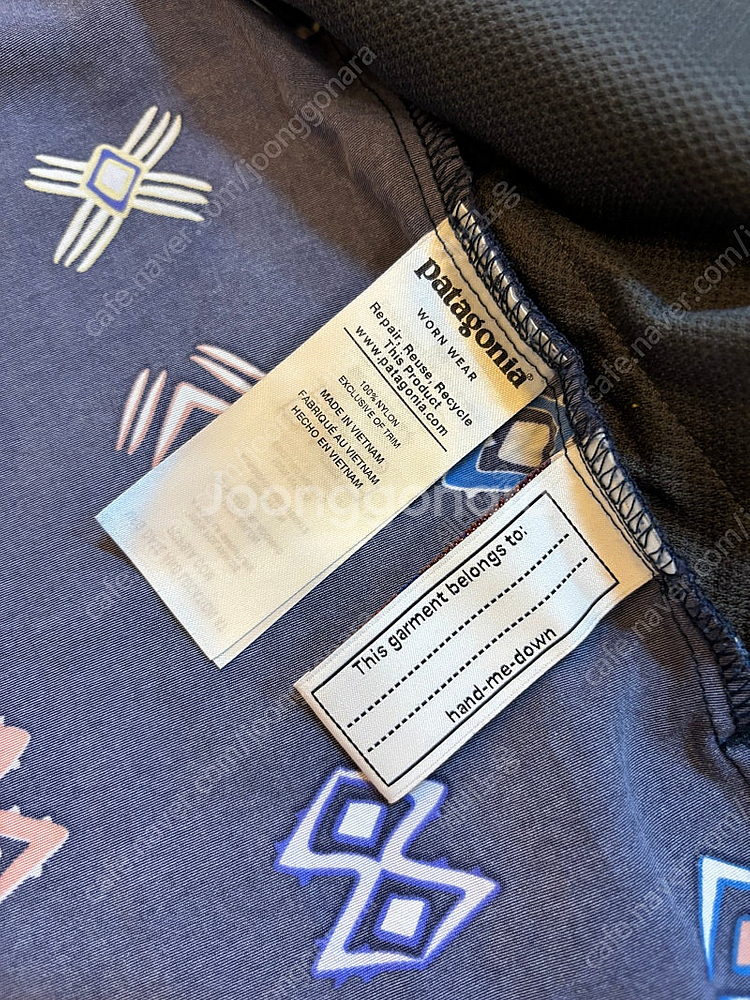 patagonia®
WORN WEAR
Repair, Reuse, Recycle
This Product
www.patagonia.com
100% NYLON
EXCLUSIVE OF TRIM
MADE IN VIETNAM
FABRIQUÉ AU VIETNAM
HECHO EN VIETNAM
This garment belongs to:
hand-me-down
Joonggonara
cafe.naver.com/joonggonara